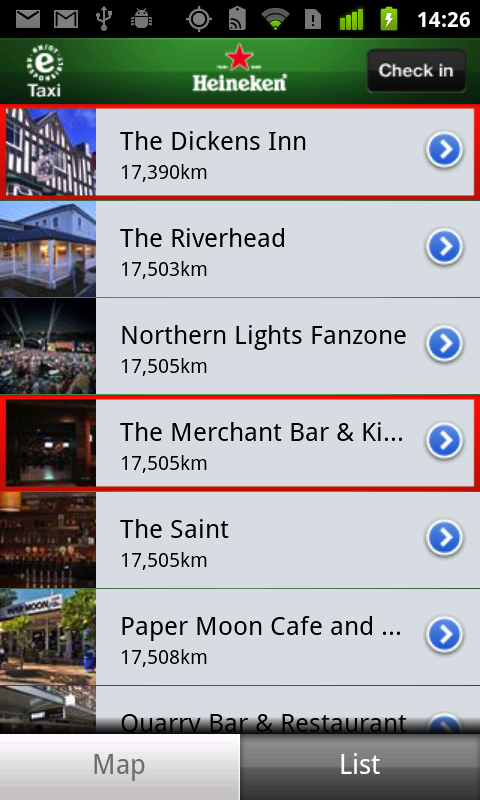 14:26
ENJOY
RESPONSIBLY
e
Taxi
Heineken
Check in
The Dickens Inn
17,390km
The Riverhead
17,503km
Northern Lights Fanzone
17,505km
The Merchant Bar & Ki...
17,505km
The Saint
17,505km
PAPER MOON
Paper Moon Cafe and ...
17,508km
Quarry Bar & Restaurant
Map
List